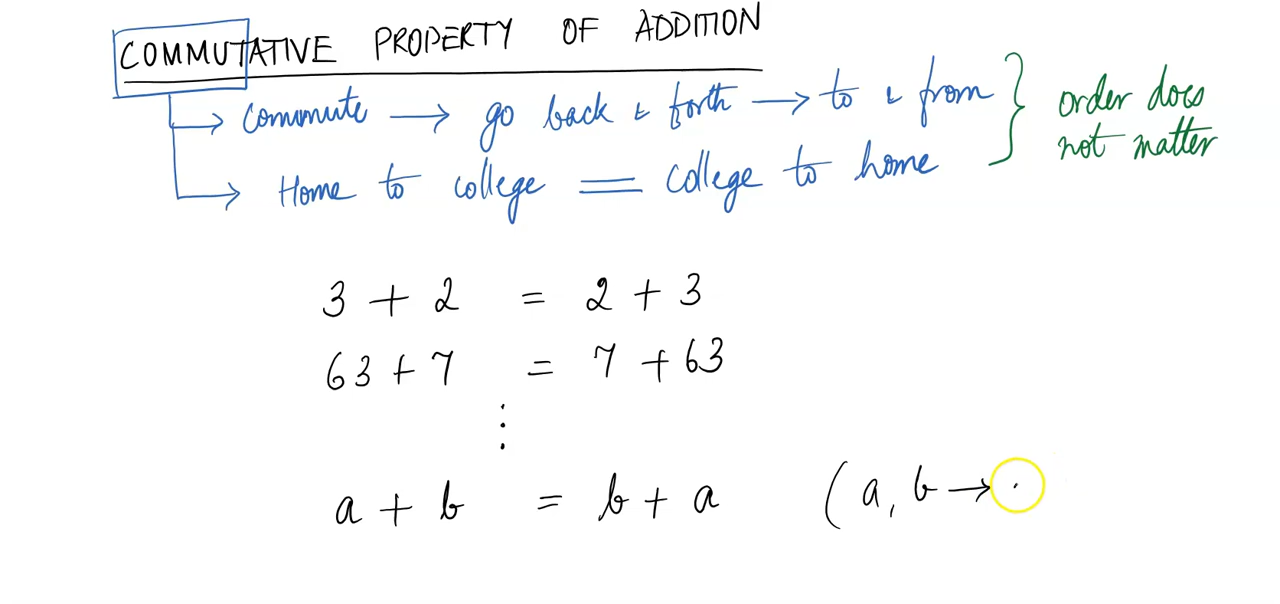 COMMUTATIVE PROPERTY OF ADDITION
→ Commute → go back & forth → to & from } order does not matter
→ Home to college = college to home
3 + 2 = 2 + 3
63 + 7 = 7 + 63
⋮
a + b = b + a (a, b →